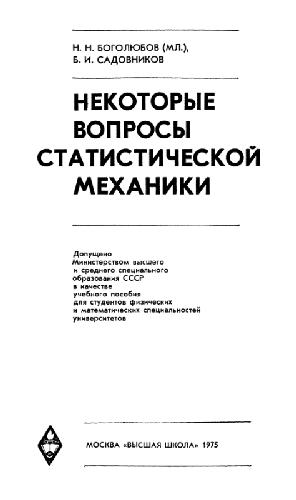 Н. Н. БОГОЛЮБОВ (МЛ.),
Б. И. САДОВНИКОВ
НЕКОТОРЫЕ
ВОПРОСЫ
СТАТИСТИЧЕСКОЙ
МЕХАНИКИ
Допущено
Министерством высшего
и среднего специального
образования СССР
в качестве
учебного пособия
для студентов физических
и математических специальностей
университетов
МОСКВА «ВЫСШАЯ ШКОЛА» 1975